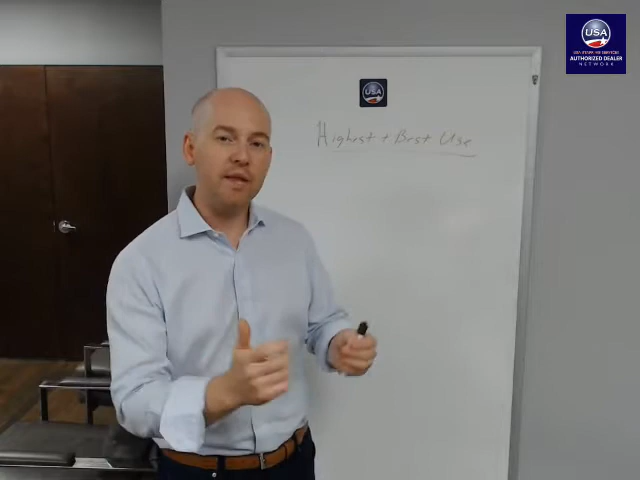 USA
AUTHORIZED DEALER
NETWORK
USA
Highest + Best Use